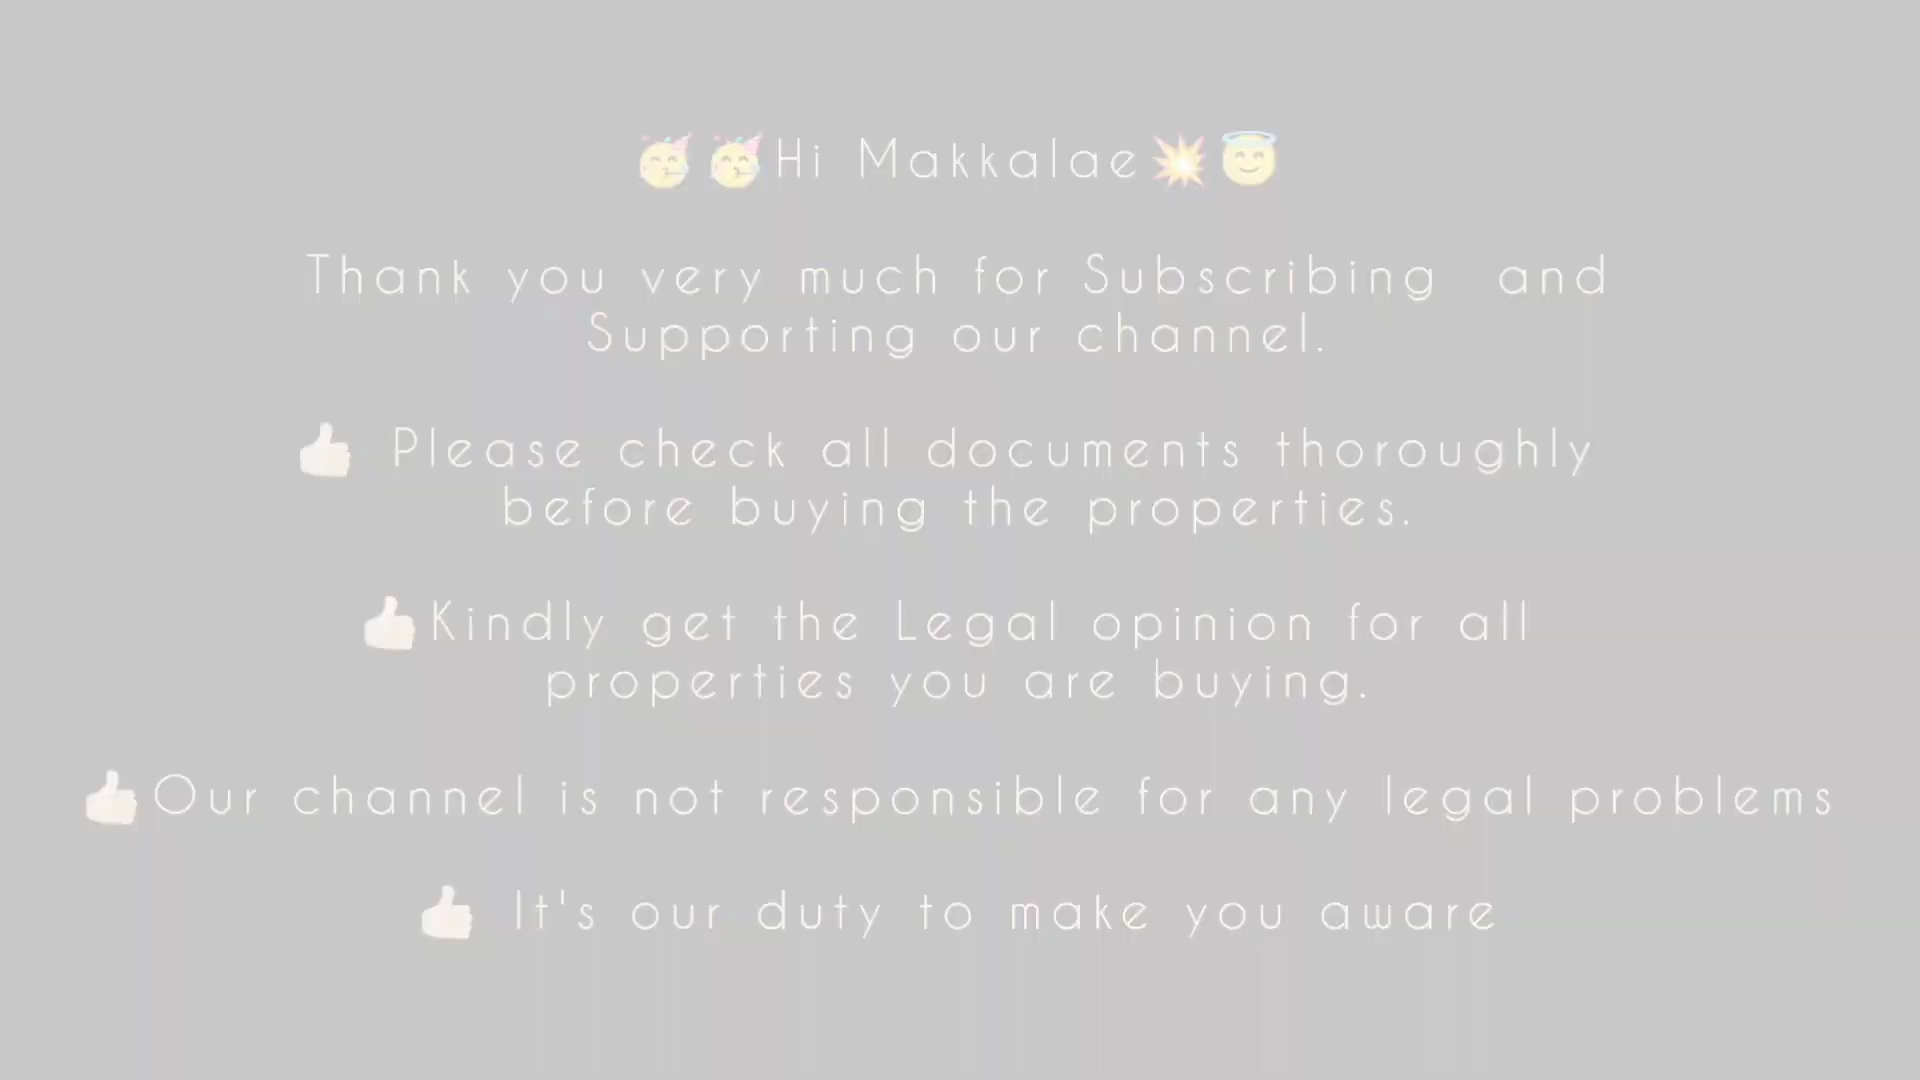 🥳🥳Hi Makkalae💥😇
Thank you very much for Subscribing  and
Supporting our channel.
👍 Please check all documents thoroughly
before buying the properties.
👍Kindly get the Legal opinion for all
properties you are buying.
👍Our channel is not responsible for any legal problems
👍 It's our duty to make you aware